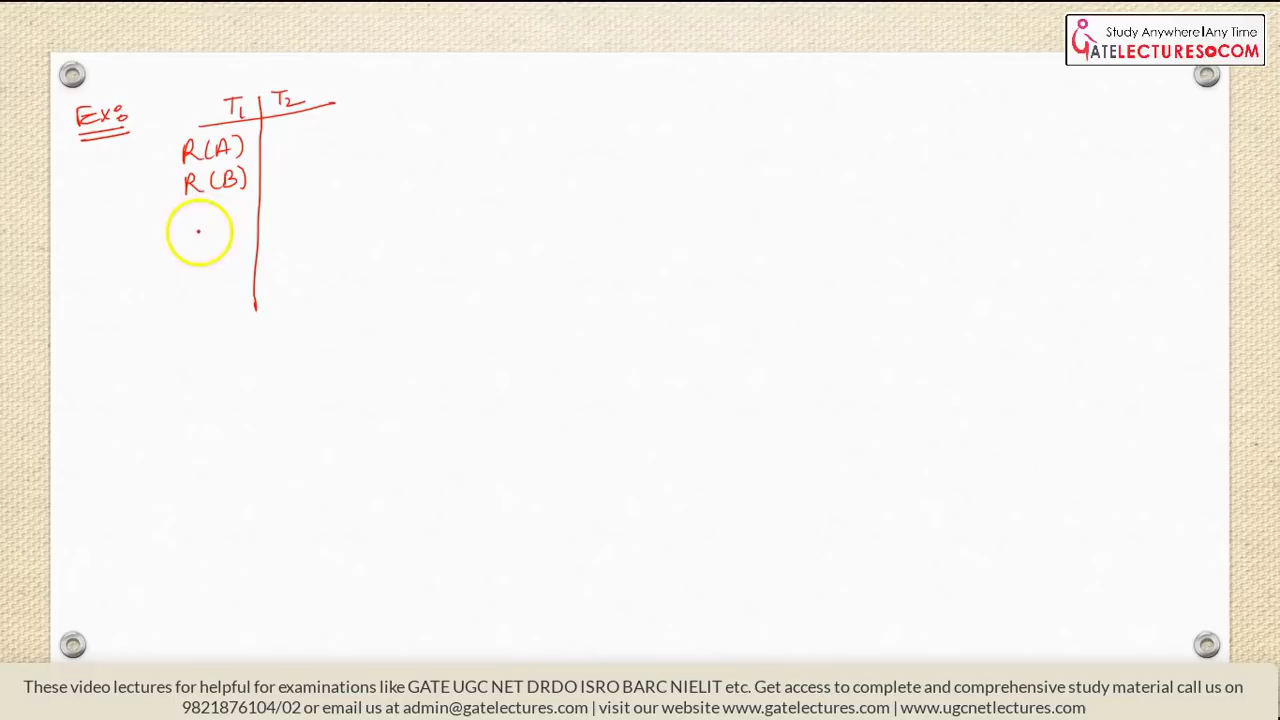 Study Anywhere|Any Time
GATELECTURES.COM
Ex:
T1 T2
R(A)
R(B)
These video lectures for helpful for examinations like GATE UGC NET DRDO ISRO BARC NIELIT etc. Get access to complete and comprehensive study material call us on
9821876104/02 or email us at admin@gatelectures.com | visit our website www.gatelectures.com | www.ugcnetlectures.com